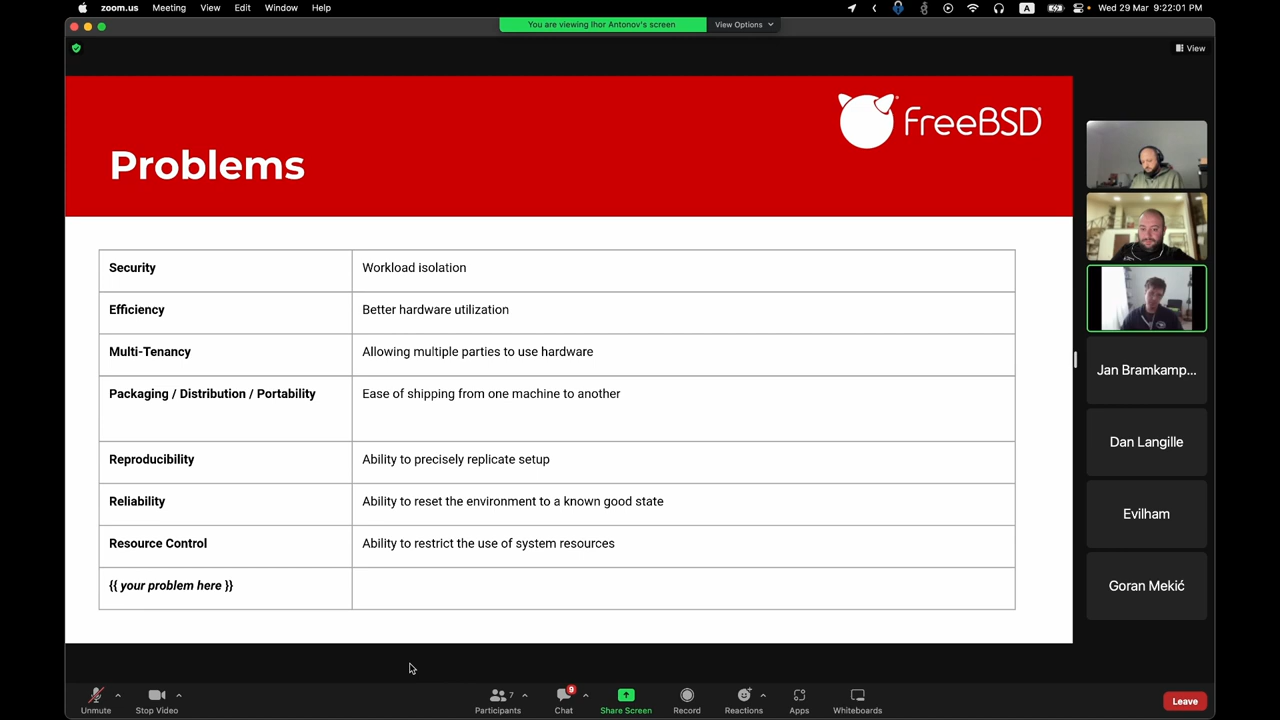 zoom.us Meeting View Edit Window Help
A
Wed 29 Mar 9:22:01 PM
You are viewing Ihor Antonov's screen
View Options
View
FreeBSD
Problems
Security Workload isolation
Efficiency Better hardware utilization
Multi-Tenancy Allowing multiple parties to use hardware
Packaging / Distribution / Portability Ease of shipping from one machine to another
Reproducibility Ability to precisely replicate setup
Reliability Ability to reset the environment to a known good state
Resource Control Ability to restrict the use of system resources
{{ your problem here }}
Jan Bramkamp...
Dan Langille
Evilham
Goran Mekić
7
9
Unmute Stop Video Participants Chat Share Screen Record Reactions Apps Whiteboards Leave